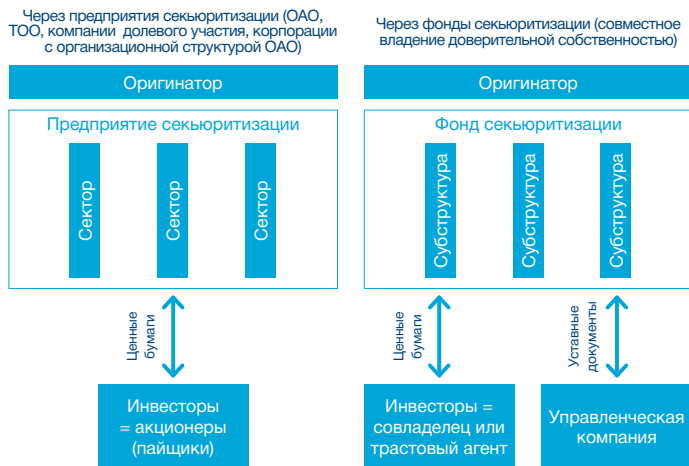 Через предприятия секьюритизации (ОАО,
ТОО, компании долевого участия, корпорации
с организационной структурой ОАО)
Оригинатор
Предприятие секьюритизации
Сектор
Сектор
Сектор
Ценные
бумаги
Инвесторы
= акционеры
(пайщики)
Через фонды секьюритизации (совместное
владение доверительной собственностью)
Оригинатор
Фонд секьюритизации
Субструктура
Субструктура
Субструктура
Ценные
бумаги
Уставные
документы
Инвесторы =
совладелец или
трастовый агент
Управленческая
компания